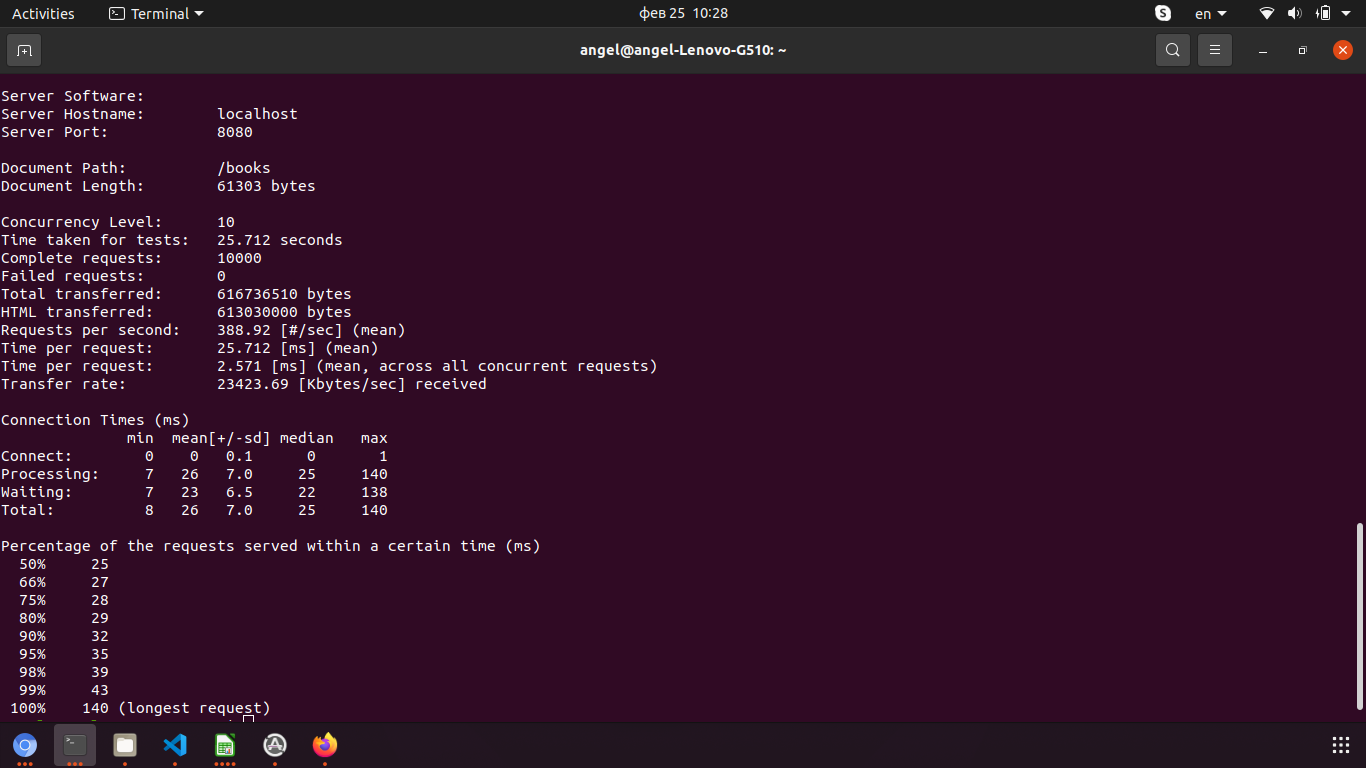 Activities Terminal фев 25 10:28 en
angel@angel-Lenovo-G510: ~
Server Software:
Server Hostname: localhost
Server Port: 8080
Document Path: /books
Document Length: 61303 bytes
Concurrency Level: 10
Time taken for tests: 25.712 seconds
Complete requests: 10000
Failed requests: 0
Total transferred: 616736510 bytes
HTML transferred: 613030000 bytes
Requests per second: 388.92 [#/sec] (mean)
Time per request: 25.712 [ms] (mean)
Time per request: 2.571 [ms] (mean, across all concurrent requests)
Transfer rate: 23423.69 [Kbytes/sec] received
Connection Times (ms)
min mean[+/-sd] median max
Connect: 0 0 0.1 0 1
Processing: 7 26 7.0 25 140
Waiting: 7 23 6.5 22 138
Total: 8 26 7.0 25 140
Percentage of the requests served within a certain time (ms)
50% 25
66% 27
75% 28
80% 29
90% 32
95% 35
98% 39
99% 43
100% 140 (longest request)